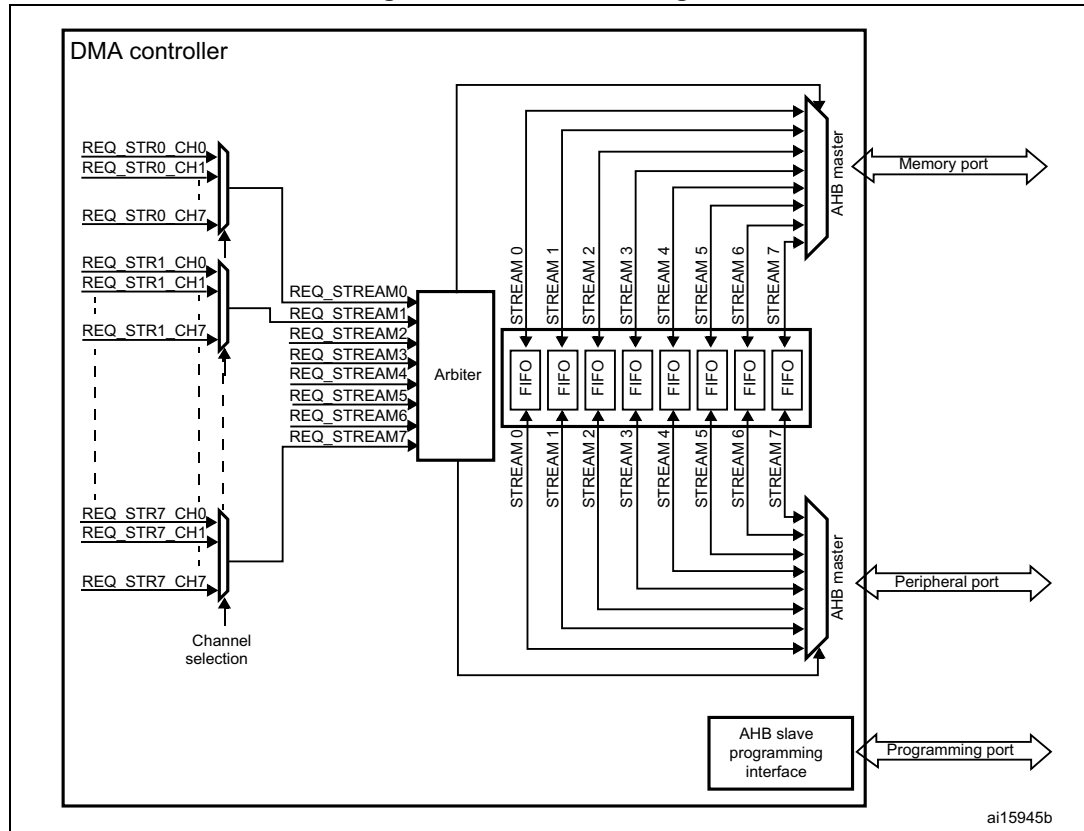 DMA controller
REQ_STR0_CH0
REQ_STR0_CH1
REQ_STR0_CH7
REQ_STR1_CH0
REQ_STR1_CH1
REQ_STR1_CH7
REQ_STR7_CH0
REQ_STR7_CH1
REQ_STR7_CH7
Channel
selection
REQ_STREAM0
REQ_STREAM1
REQ_STREAM2
REQ_STREAM3
REQ_STREAM4
REQ_STREAM5
REQ_STREAM6
REQ_STREAM7
Arbiter
STREAM 0
STREAM 1
STREAM 2
STREAM 3
STREAM 4
STREAM 5
STREAM 6
STREAM 7
FIFO
FIFO
FIFO
FIFO
FIFO
FIFO
FIFO
FIFO
STREAM 0
STREAM 1
STREAM 2
STREAM 3
STREAM 4
STREAM 5
STREAM 6
STREAM 7
AHB master
Memory port
AHB master
Peripheral port
AHB slave
programming
interface
Programming port
ai15945b